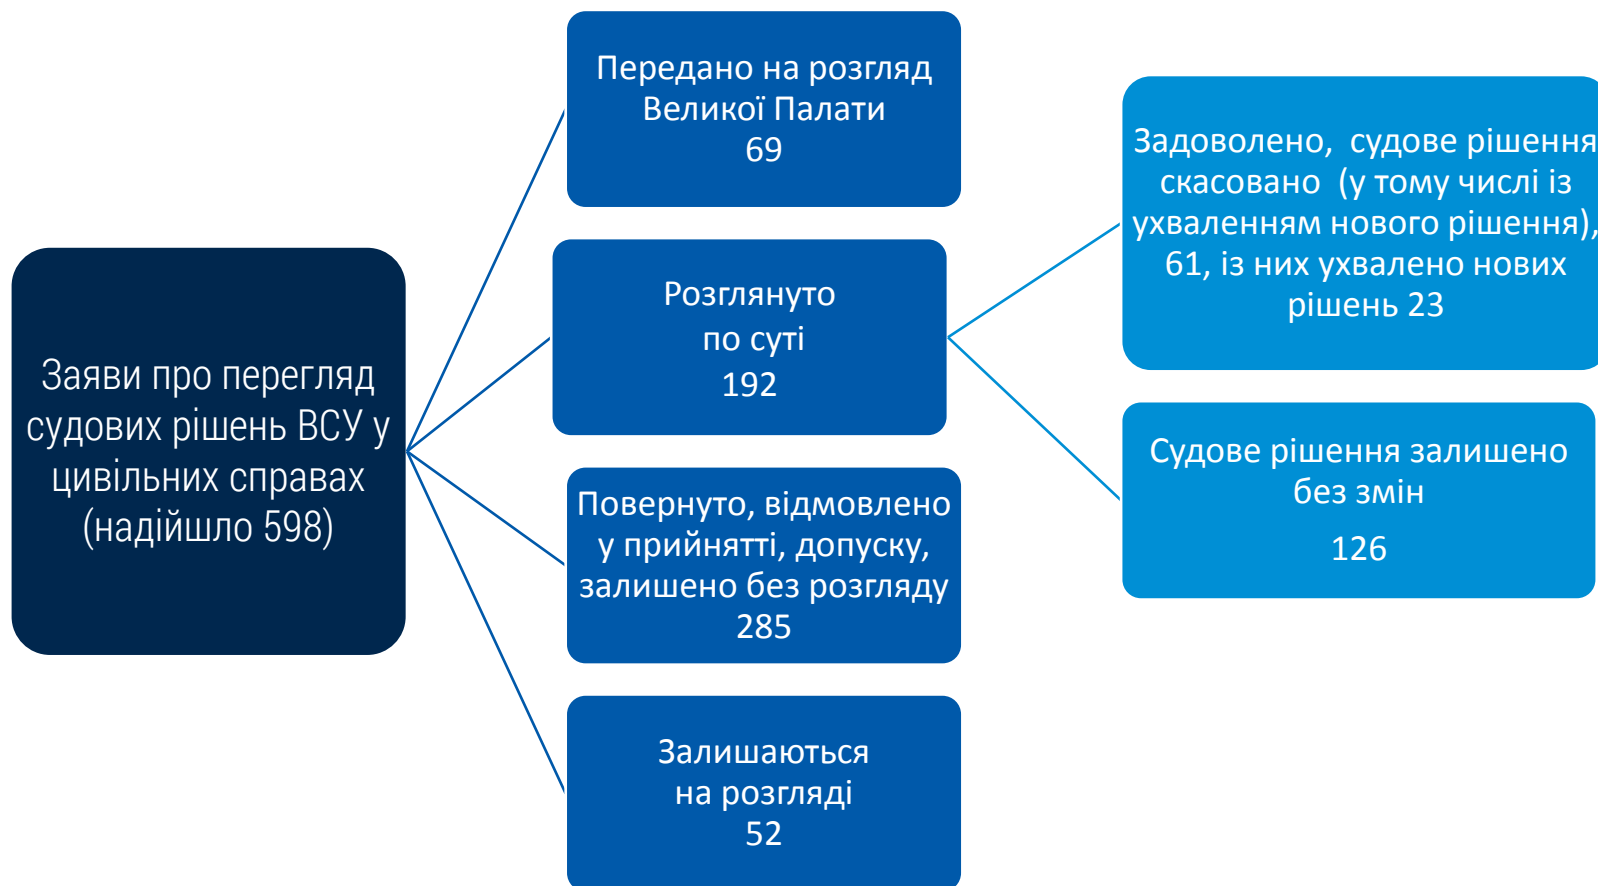 Заяви про перегляд
судових рішень ВСУ у
цивільних справах
(надійшло 598)
Передано на розгляд
Великої Палати
69
Розглянуто
по суті
192
Повернуто, відмовлено
у прийнятті, допуску,
залишено без розгляду
285
Залишаються
на розгляді
52
Задоволено, судове рішення
скасовано (у тому числі із
ухваленням нового рішення),
61, із них ухвалено нових
рішень 23
Судове рішення залишено
без змін
126